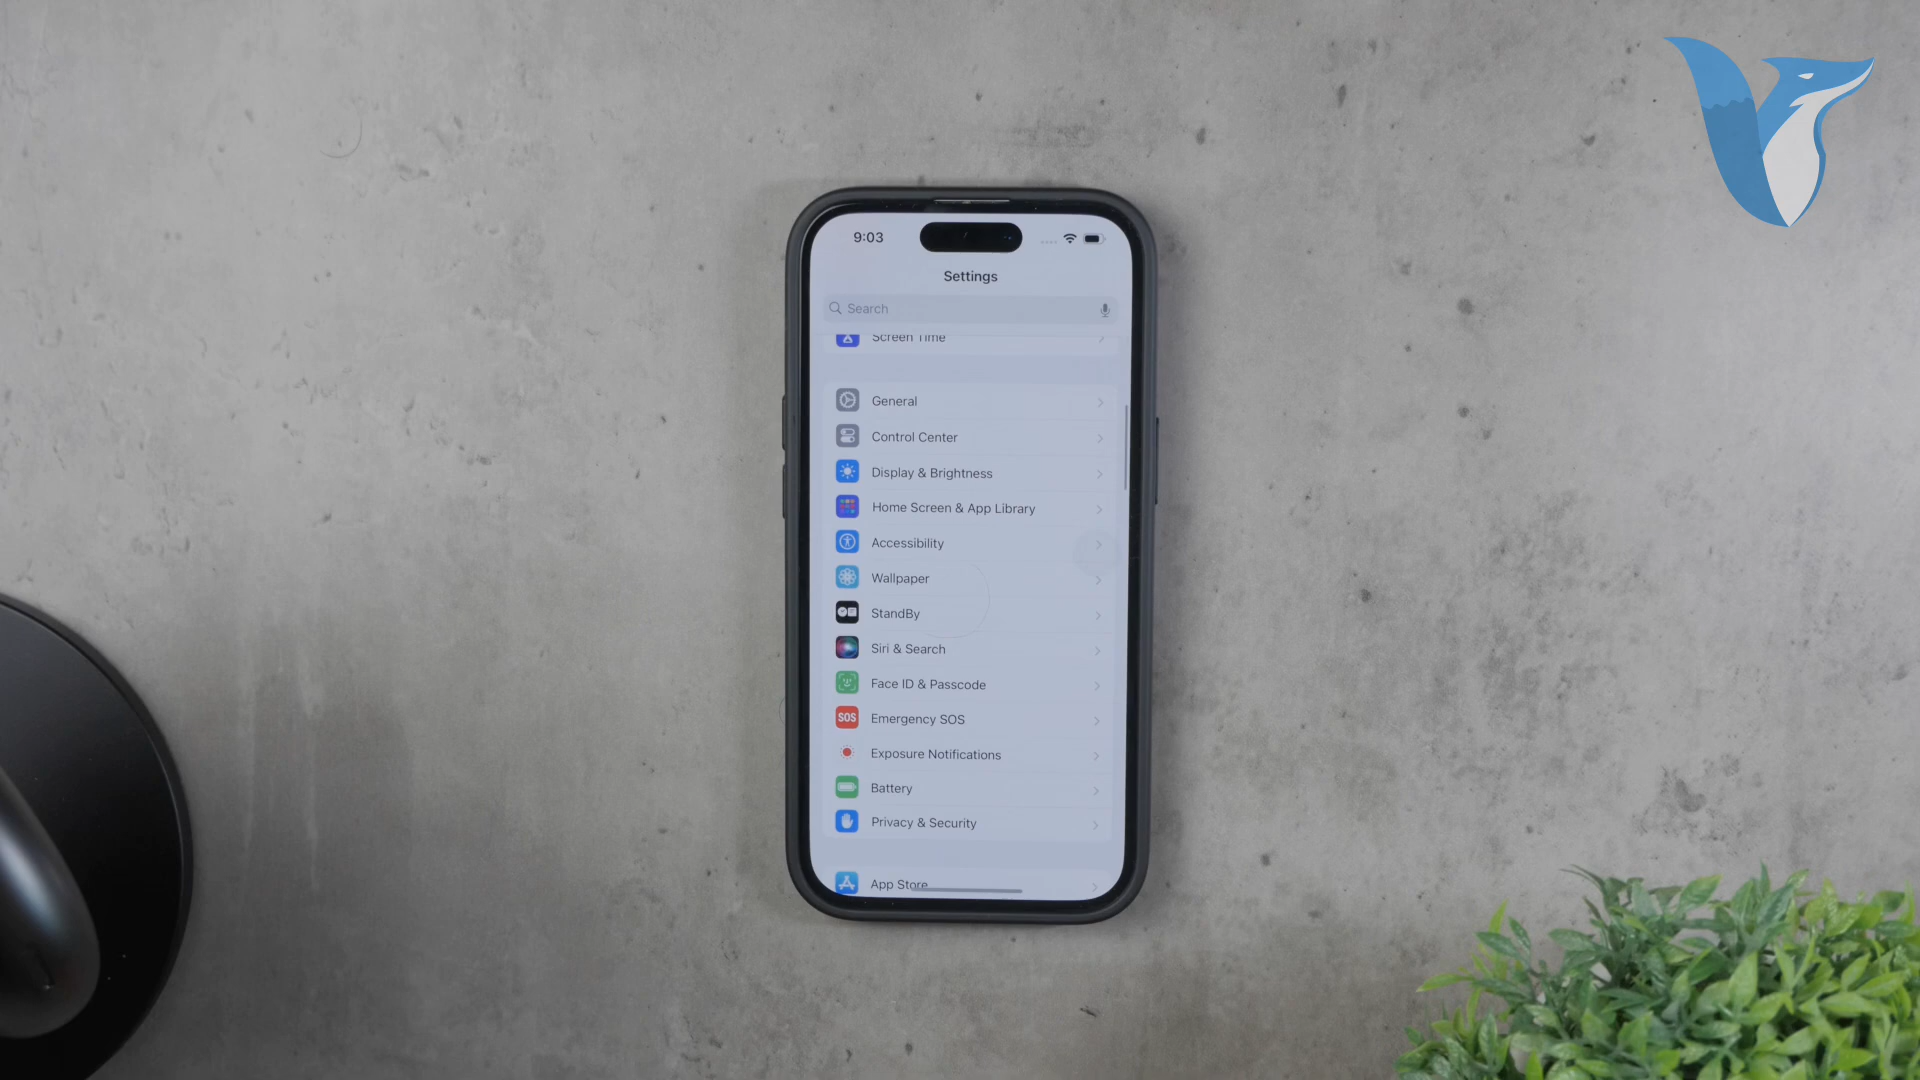 9:03
Settings
Search
Screen Time
General
Control Center
Display & Brightness
Home Screen & App Library
Accessibility
Wallpaper
StandBy
Siri & Search
Face ID & Passcode
SOS
Emergency SOS
Exposure Notifications
Battery
Privacy & Security
App Store